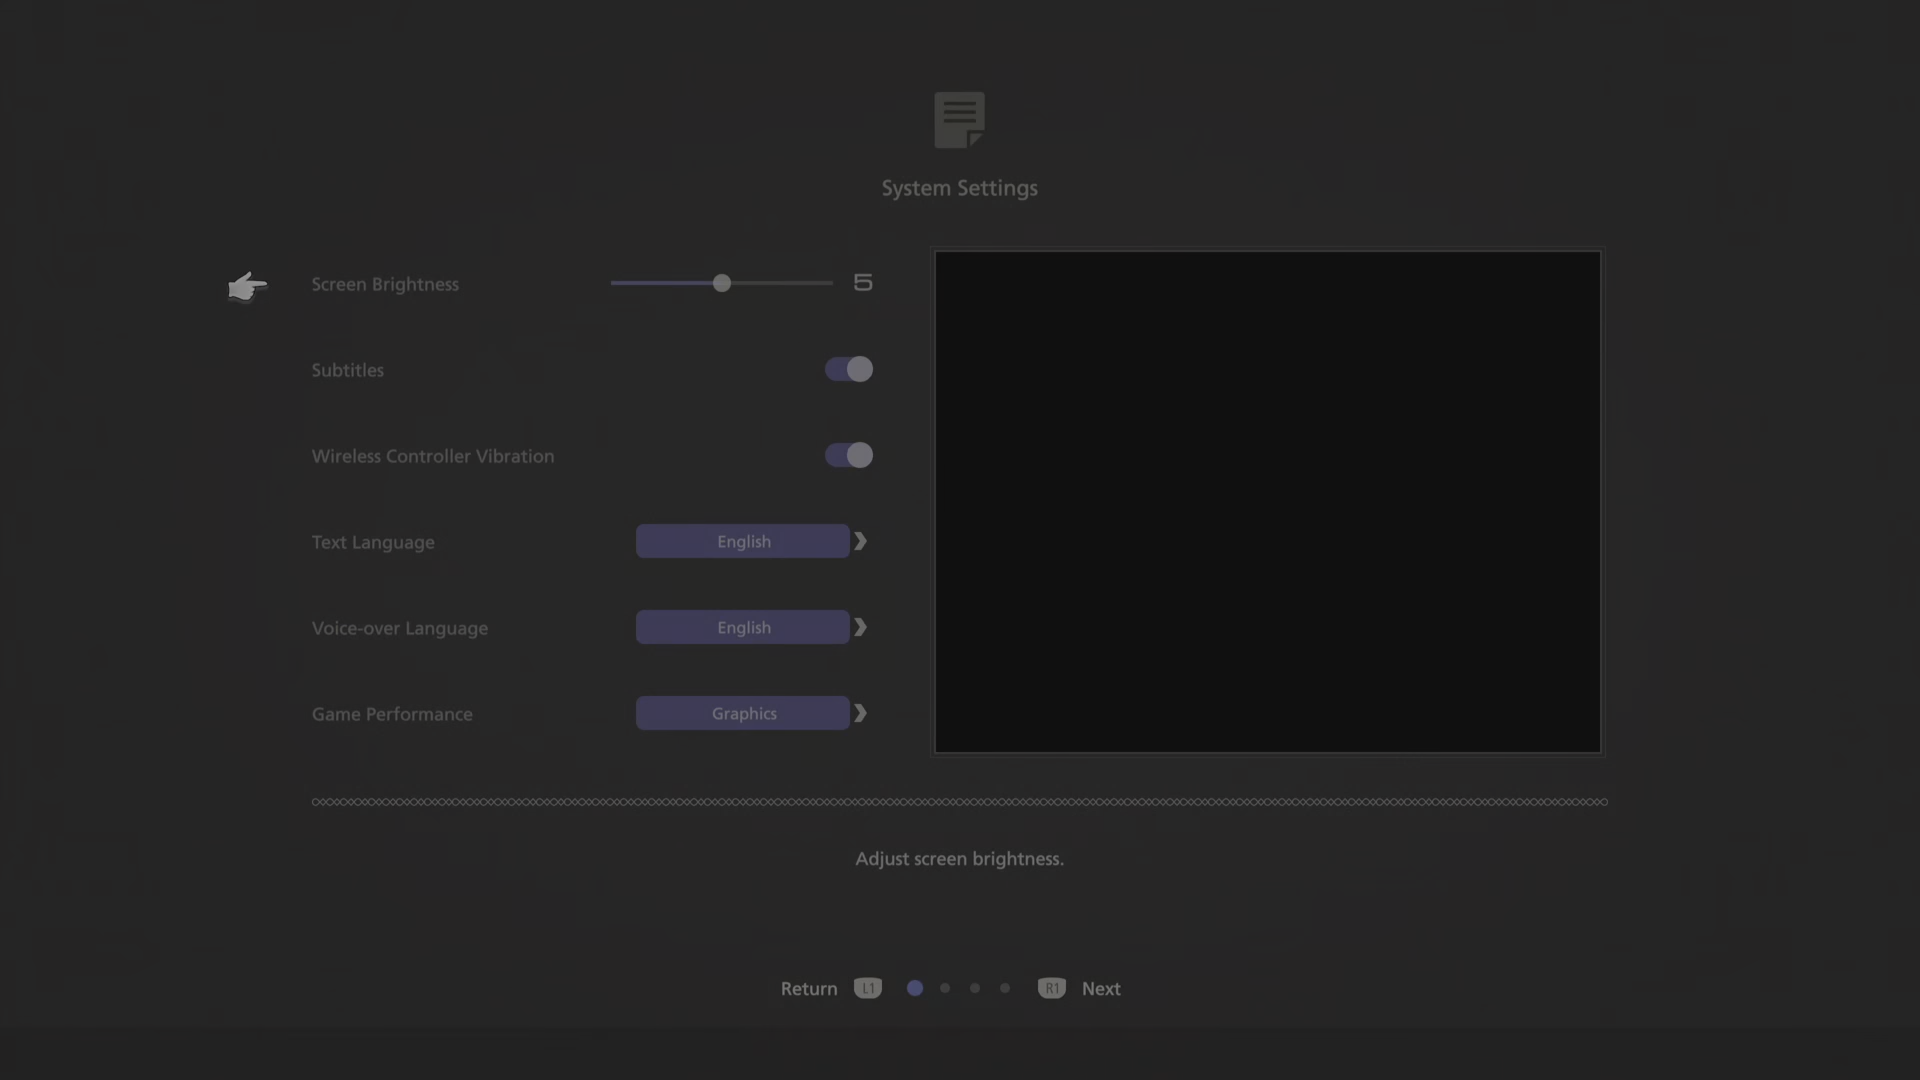 System Settings
Screen Brightness 5
Subtitles
Wireless Controller Vibration
Text Language English
Voice-over Language English
Game Performance Graphics
Adjust screen brightness.
Return L1 R1 Next